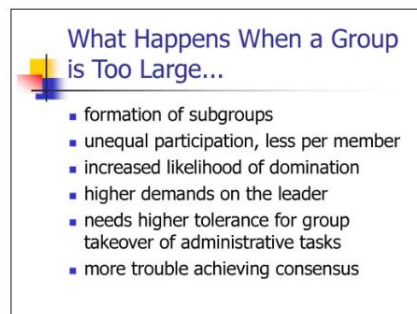 What Happens When a Group
is Too Large...
formation of subgroups
unequal participation, less per member
increased likelihood of domination
higher demands on the leader
needs higher tolerance for group
takeover of administrative tasks
more trouble achieving consensus